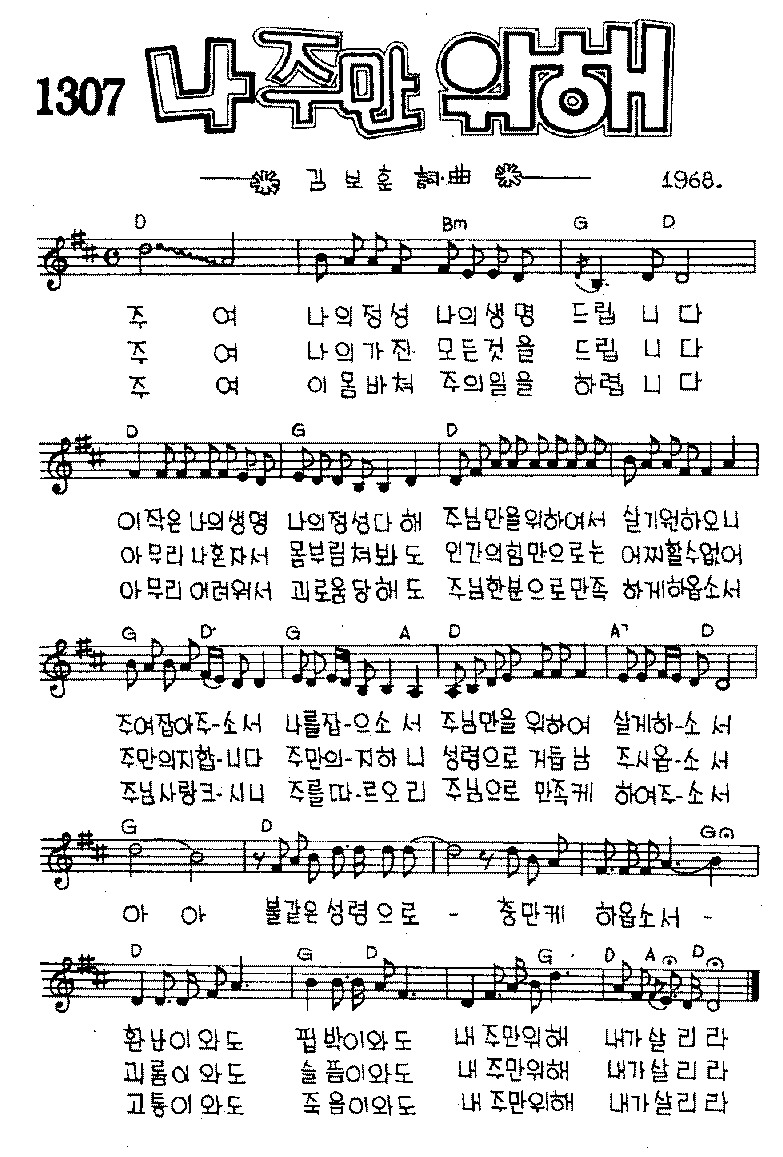 1307 나 주만 위해
김보훈 詞·曲 1968.
D Bm G D
주 여 나의정성 나의생명 드립 니 다
주 여 나의가진 모든것을 드립 니 다
주 여 이몸바쳐 주의일을 하렵 니 다
D G D
이작은나의생명 나의정성다해 주님만을위하여서 살기원하오니
아무리나혼자서 몸부림쳐봐도 인간의힘만으로는 어찌할수없어
아무리어려워서 괴로움당해도 주님한분으로만족 하게하옵소서
G D G A D A7 D
주여잡아주-소서 나를잡-으소서 주님만을 위하여 살게하-소서
주만의지합-니다 주만의-지하니 성령으로 거듭남 주시옵-소서
주님사랑크-시니 주를따-르오리 주님으로 만족케 하여주-소서
G D G
아 아 불같은성령으로 - 충만케 하옵소서 -
D G D G D A D
환난이와도 핍박이와도 내주만위해 내가살리라
괴롬이와도 슬픔이와도 내주만위해 내가살리라
고통이와도 죽음이와도 내주만위해 내가살리라